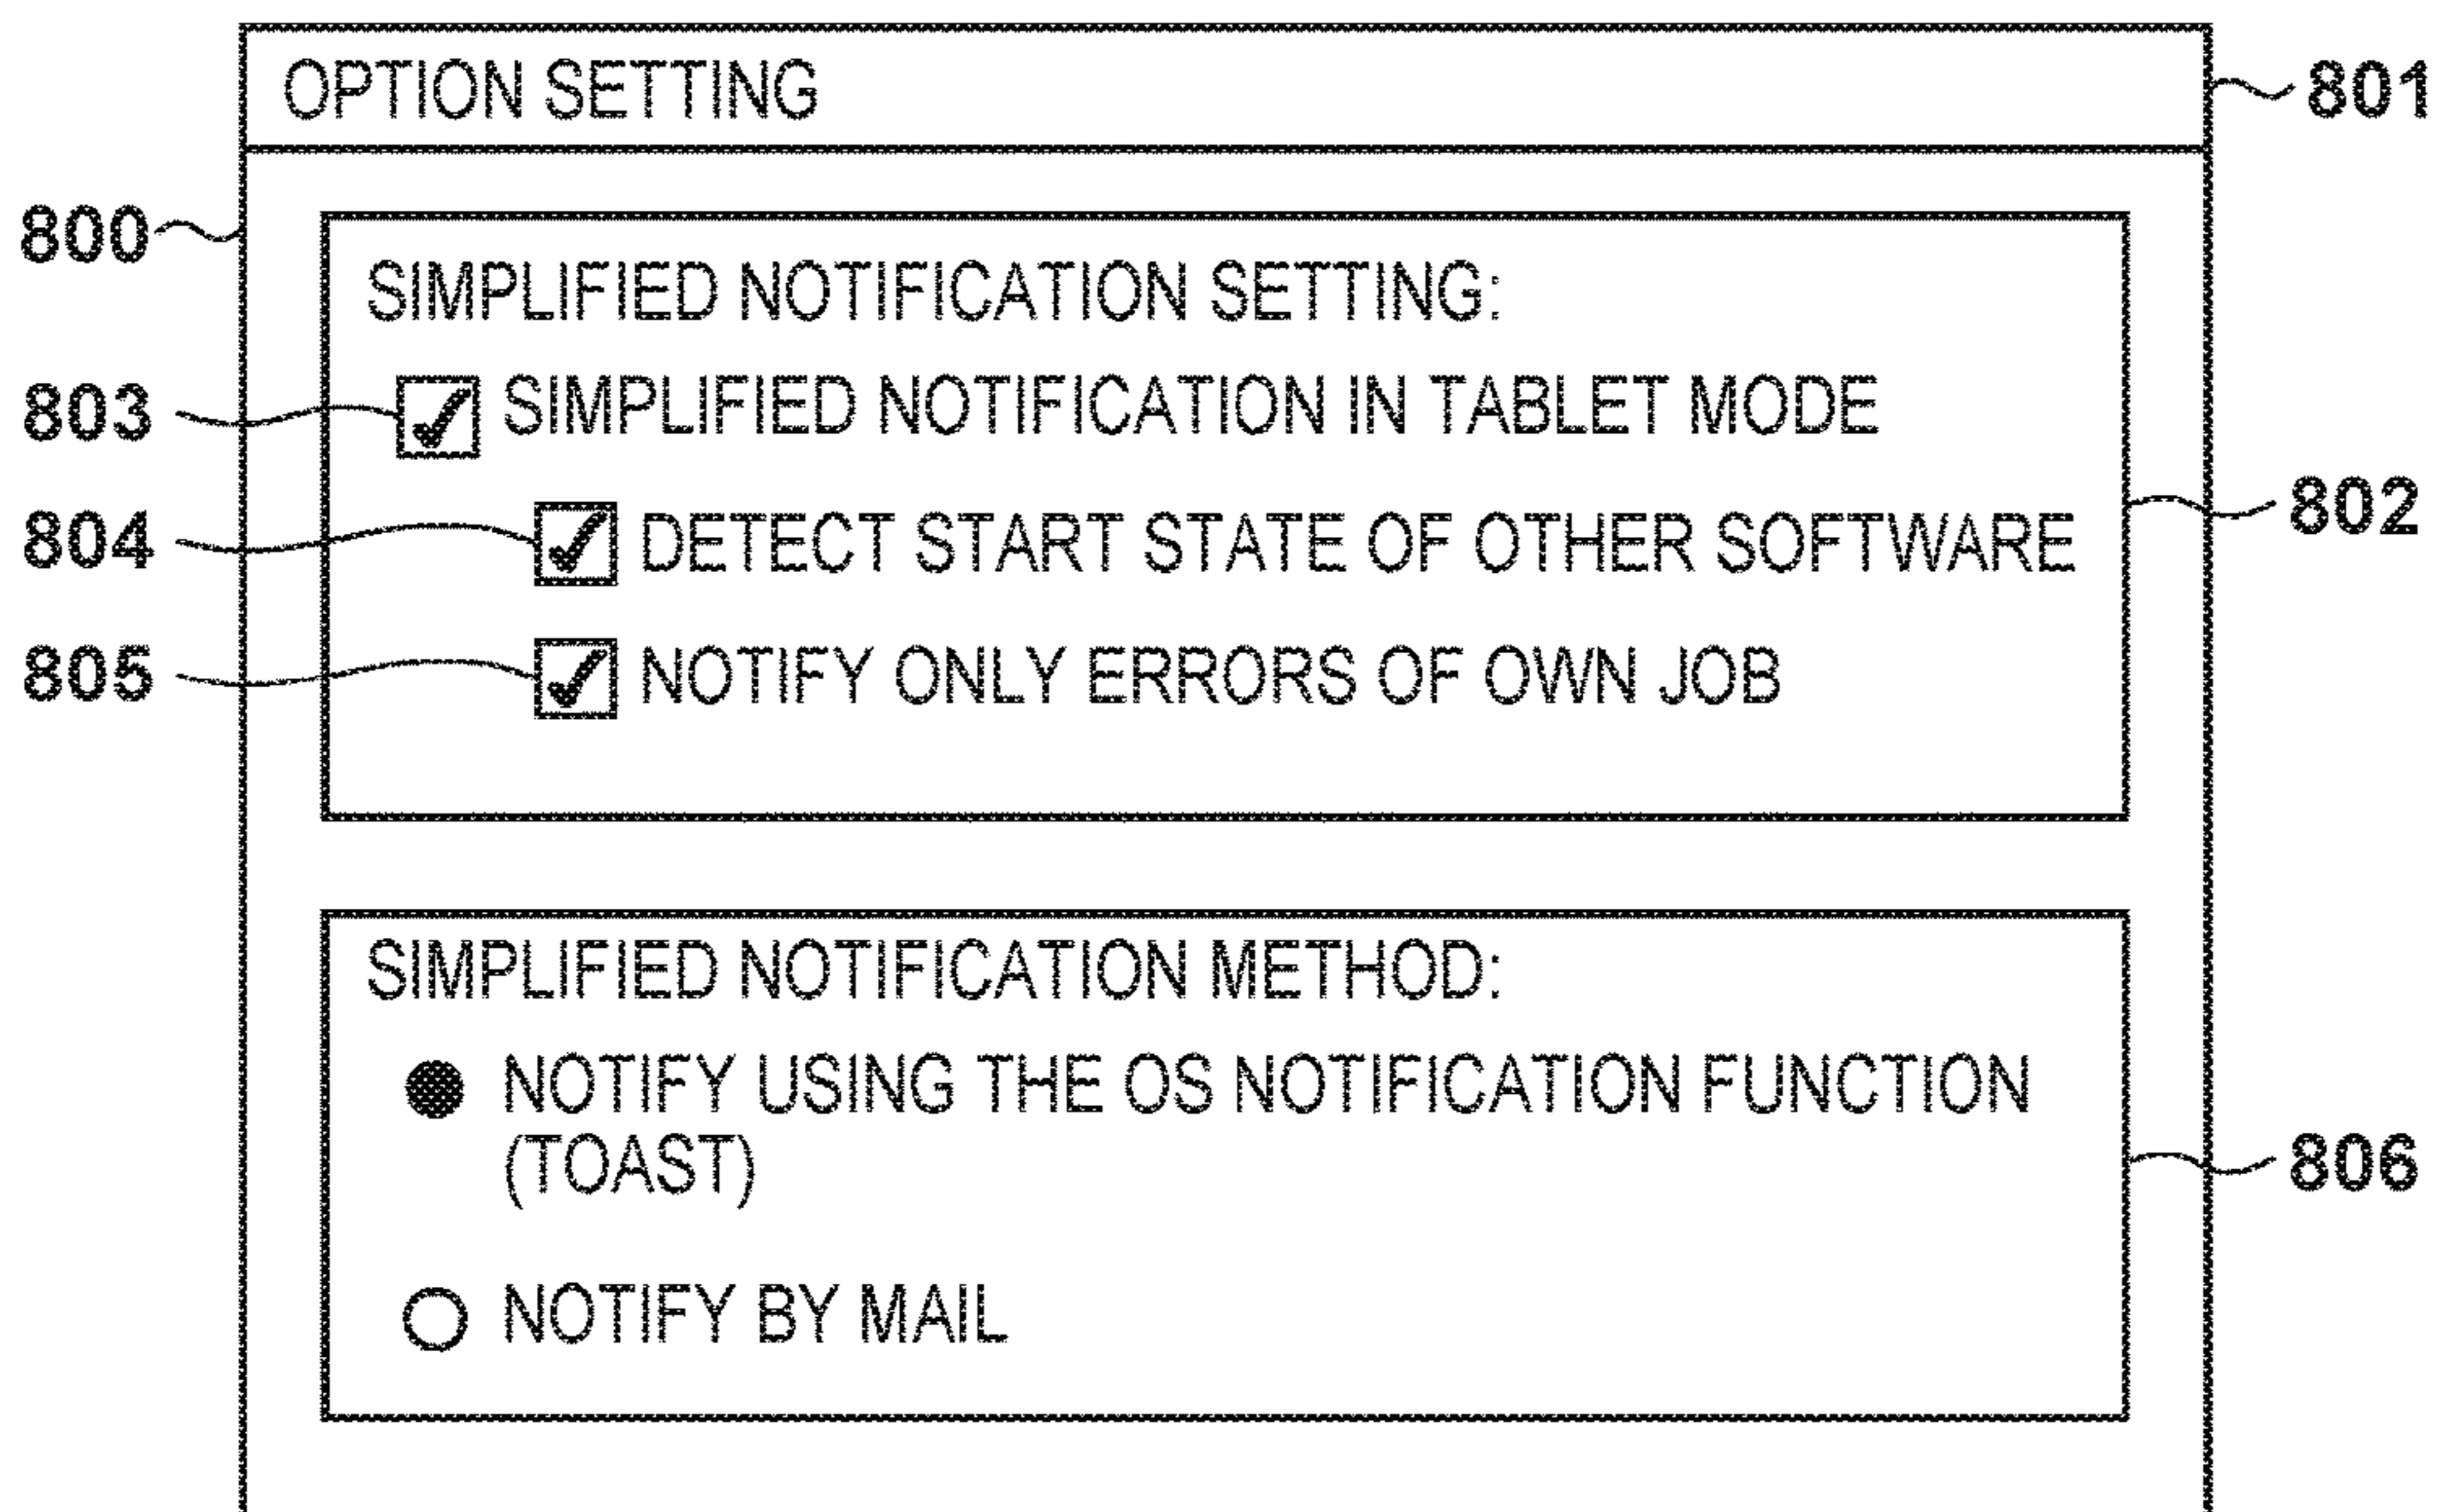 OPTION SETTING
801
800
SIMPLIFIED NOTIFICATION SETTING:
803
SIMPLIFIED NOTIFICATION IN TABLET MODE
802
804
DETECT START STATE OF OTHER SOFTWARE
805
NOTIFY ONLY ERRORS OF OWN JOB
SIMPLIFIED NOTIFICATION METHOD:
NOTIFY USING THE OS NOTIFICATION FUNCTION
(TOAST)
806
NOTIFY BY MAIL